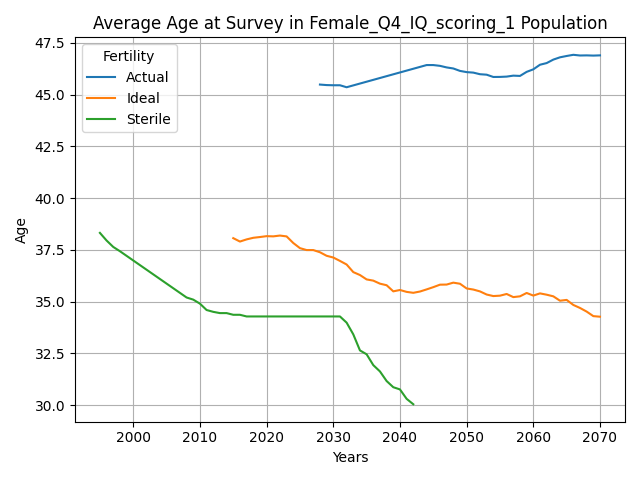 Average Age at Survey in Female_Q4_IQ_scoring_1 Population
47.5
45.0
42.5
40.0
37.5
35.0
32.5
30.0
Age
Fertility
Actual
Ideal
Sterile
2000 2010 2020 2030 2040 2050 2060 2070
Years